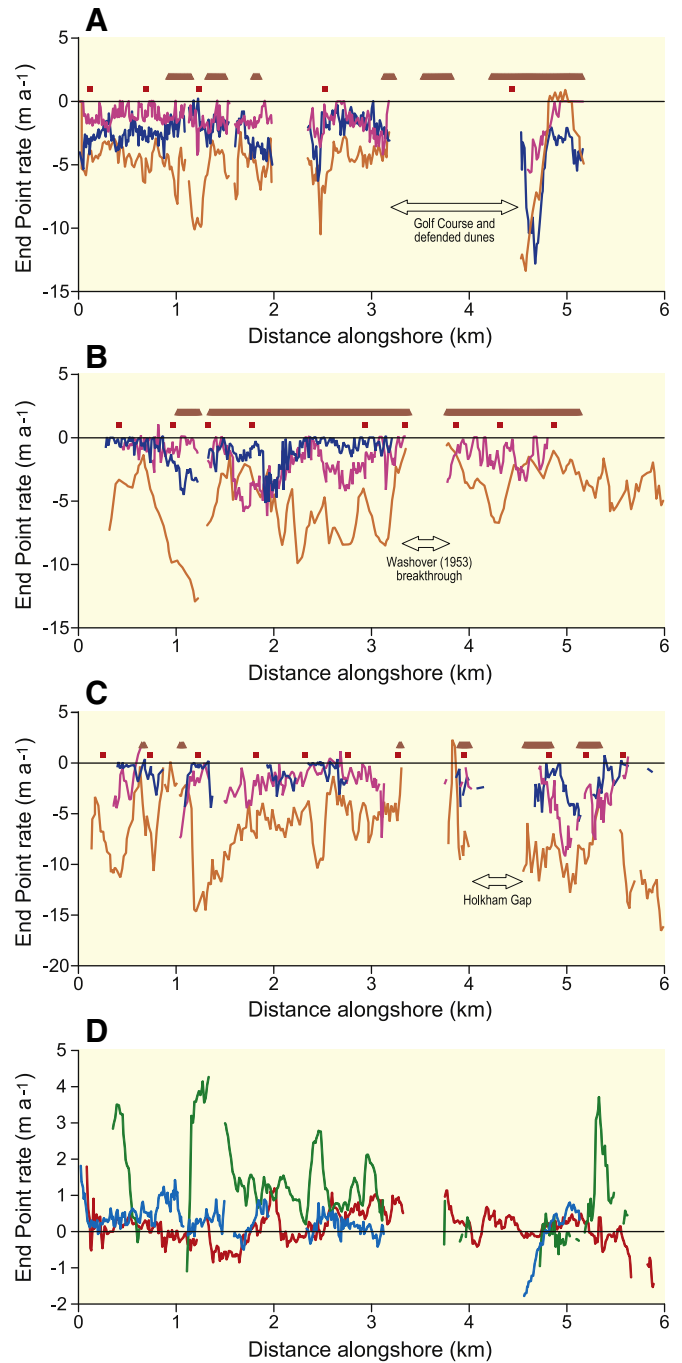 A
5
0
-5
-10
-15
End Point rate (m a-1)
Golf Course and
defended dunes
0 1 2 3 4 5 6
Distance alongshore (km)
B
5
0
-5
-10
-15
End Point rate (m a-1)
Washover (1953)
breakthrough
0 1 2 3 4 5 6
Distance alongshore (km)
C
5
0
-5
-10
-15
-20
End Point rate (m a-1)
Holkham Gap
0 1 2 3 4 5 6
Distance alongshore (km)
D
5
4
3
2
1
0
-1
-2
End Point rate (m a-1)
0 1 2 3 4 5 6
Distance alongshore (km)